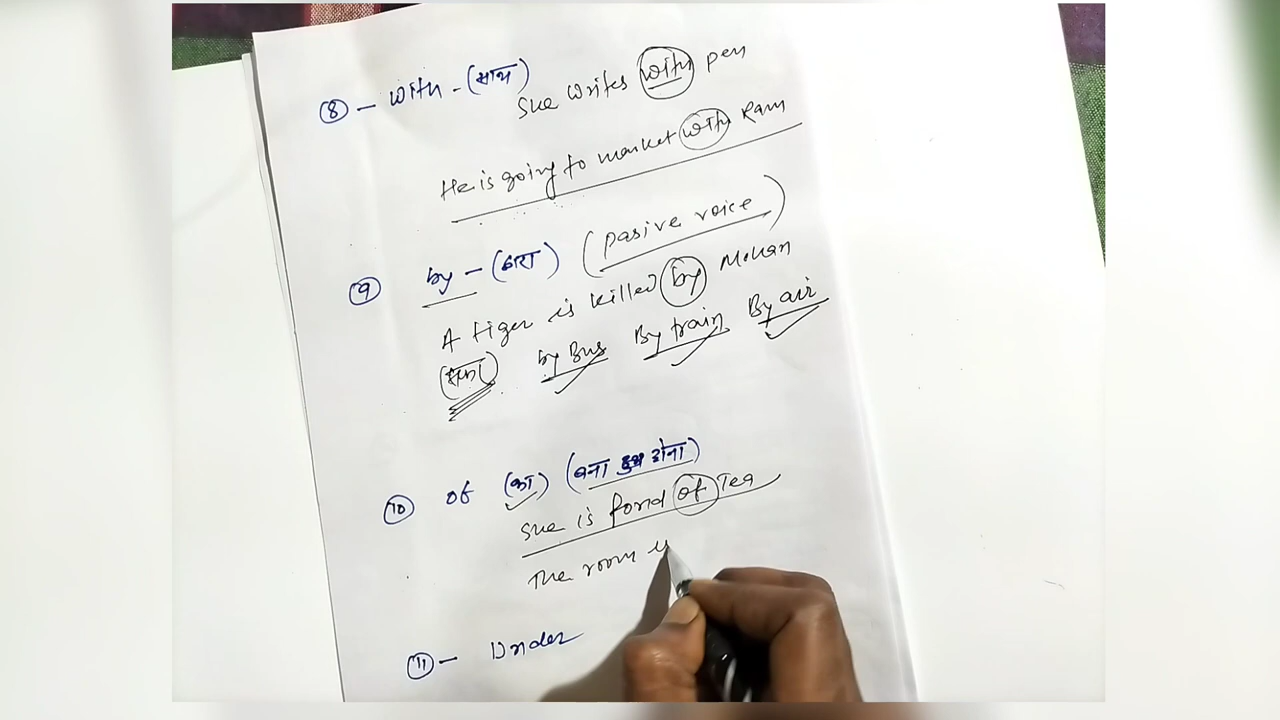 8 - with - (साथ)
She writes with pen
He is going to market with Ram
9 by - (द्वारा) (pasive voice)
A tiger is killed by Mohan
by Bus By train By air
10 of (का) (बना हुआ होना)
She is fond of Tea
The room is
11 - Under